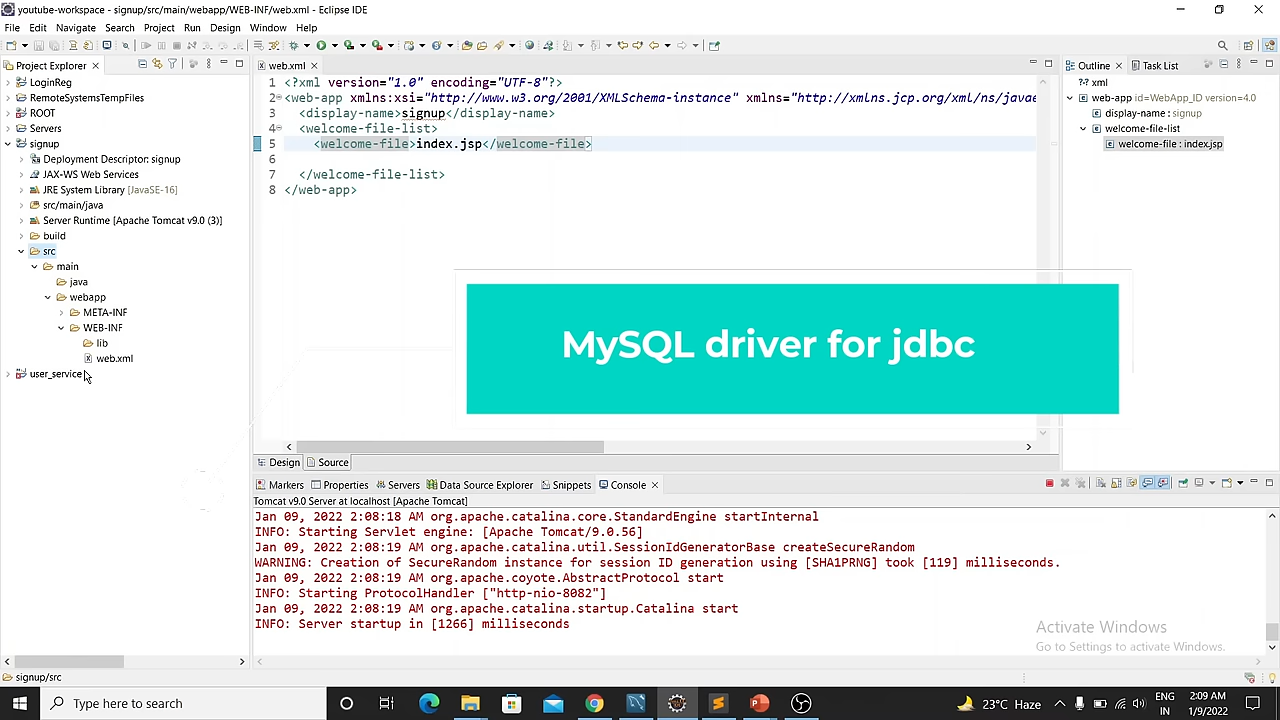 youtube-workspace - signup/src/main/webapp/WEB-INF/web.xml - Eclipse IDE
File Edit Navigate Search Project Run Design Window Help
Project Explorer
LoginReg
RemoteSystemsTempFiles
ROOT
Servers
signup
Deployment Descriptor: signup
JAX-WS Web Services
JRE System Library [JavaSE-16]
src/main/java
Server Runtime [Apache Tomcat v9.0 (3)]
build
src
main
java
webapp
META-INF
WEB-INF
lib
web.xml
user_service
web.xml
1 <?xml version="1.0" encoding="UTF-8"?>
2 <web-app xmlns:xsi="http://www.w3.org/2001/XMLSchema-instance" xmlns="http://xmlns.jcp.org/xml/ns/javae
3 <display-name>signup</display-name>
4 <welcome-file-list>
5 <welcome-file>index.jsp</welcome-file>
6
7 </welcome-file-list>
8 </web-app>
MySQL driver for jdbc
Design Source
Outline Task List
xml
web-app id=WebApp_ID version=4.0
display-name : signup
welcome-file-list
welcome-file : index.jsp
Markers Properties Servers Data Source Explorer Snippets Console
Tomcat v9.0 Server at localhost [Apache Tomcat]
Jan 09, 2022 2:08:18 AM org.apache.catalina.core.StandardEngine startInternal
INFO: Starting Servlet engine: [Apache Tomcat/9.0.56]
Jan 09, 2022 2:08:19 AM org.apache.catalina.util.SessionIdGeneratorBase createSecureRandom
WARNING: Creation of SecureRandom instance for session ID generation using [SHA1PRNG] took [119] milliseconds.
Jan 09, 2022 2:08:19 AM org.apache.coyote.AbstractProtocol start
INFO: Starting ProtocolHandler ["http-nio-8082"]
Jan 09, 2022 2:08:19 AM org.apache.catalina.startup.Catalina start
INFO: Server startup in [1266] milliseconds
Activate Windows
Go to Settings to activate Windows.
signup/src
Type here to search
23°C Haze
ENG
IN
2:09 AM
1/9/2022